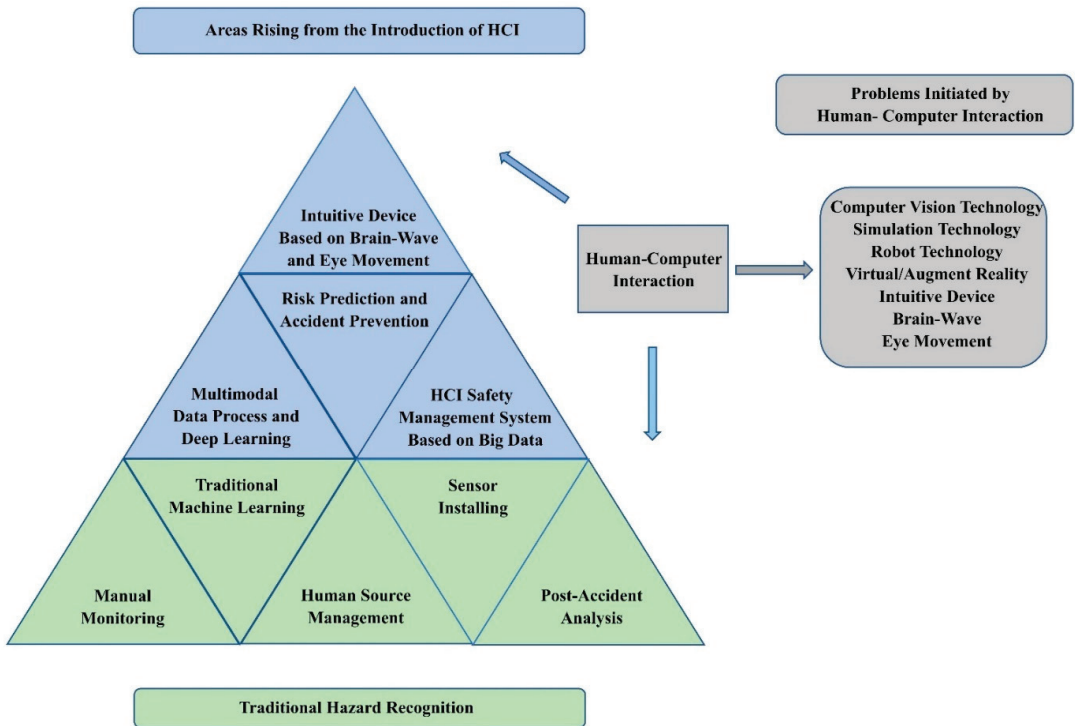 Areas Rising from the Introduction of HCI
Problems Initiated by
Human- Computer Interaction
Intuitive Device
Based on Brain-Wave
and Eye Movement
Human-Computer
Interaction
Computer Vision Technology
Simulation Technology
Robot Technology
Virtual/Augment Reality
Intuitive Device
Brain-Wave
Eye Movement
Risk Prediction and
Accident Prevention
Multimodal
Data Process and
Deep Learning
HCI Safety
Management System
Based on Big Data
Traditional
Machine Learning
Sensor
Installing
Manual
Monitoring
Human Source
Management
Post-Accident
Analysis
Traditional Hazard Recognition